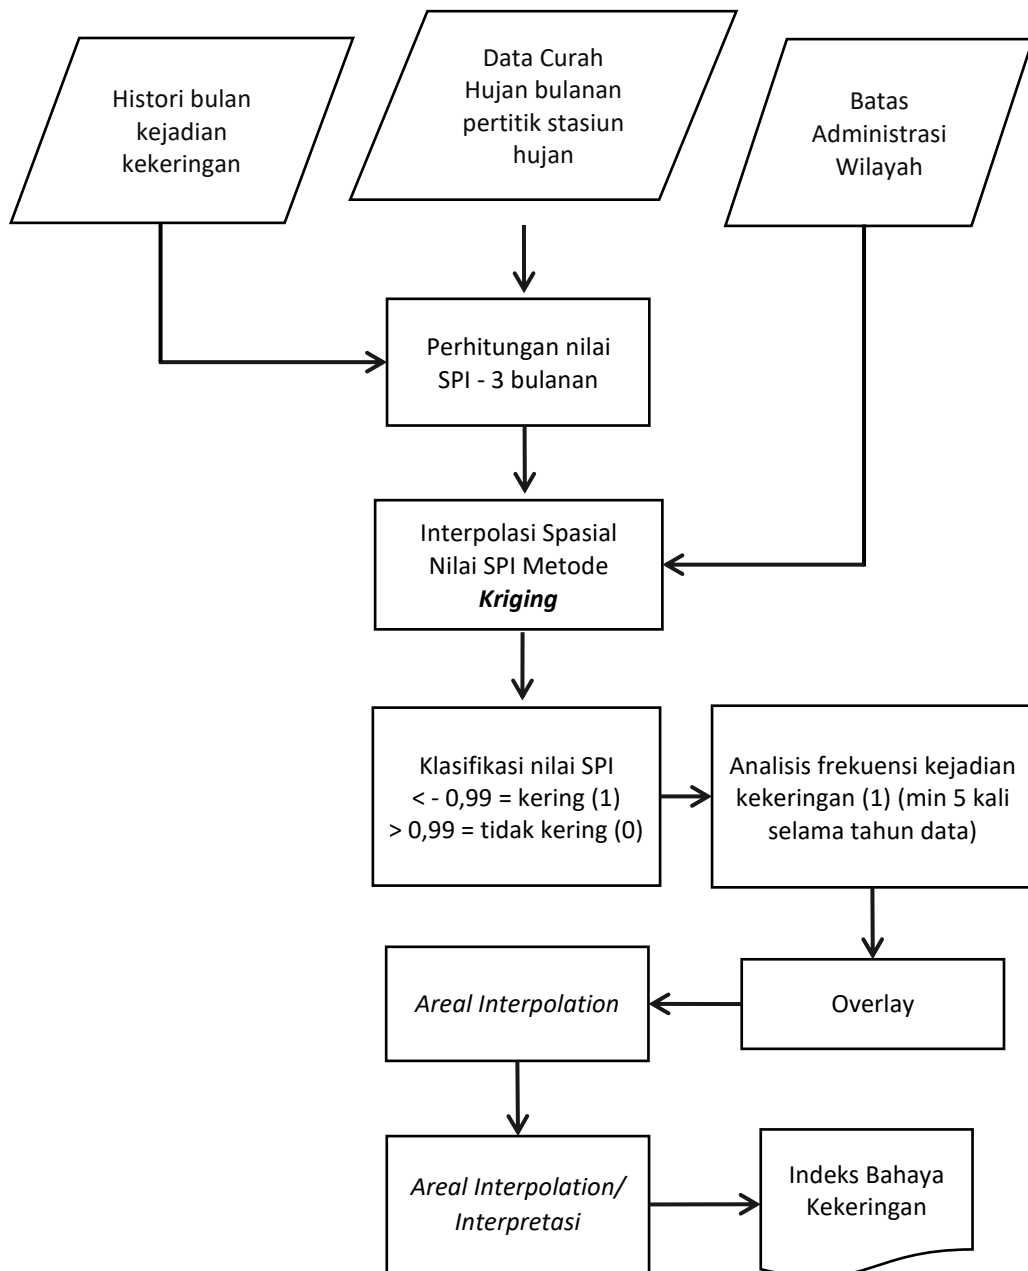 Histori bulan
kejadian
kekeringan
Data Curah
Hujan bulanan
pertitik stasiun
hujan
Batas
Administrasi
Wilayah
Perhitungan nilai
SPI - 3 bulanan
Interpolasi Spasial
Nilai SPI Metode
Kriging
Klasifikasi nilai SPI
< - 0,99 = kering (1)
> 0,99 = tidak kering (0)
Analisis frekuensi kejadian
kekeringan (1) (min 5 kali
selama tahun data)
Overlay
Areal Interpolation
Areal Interpolation/
Interpretasi
Indeks Bahaya
Kekeringan